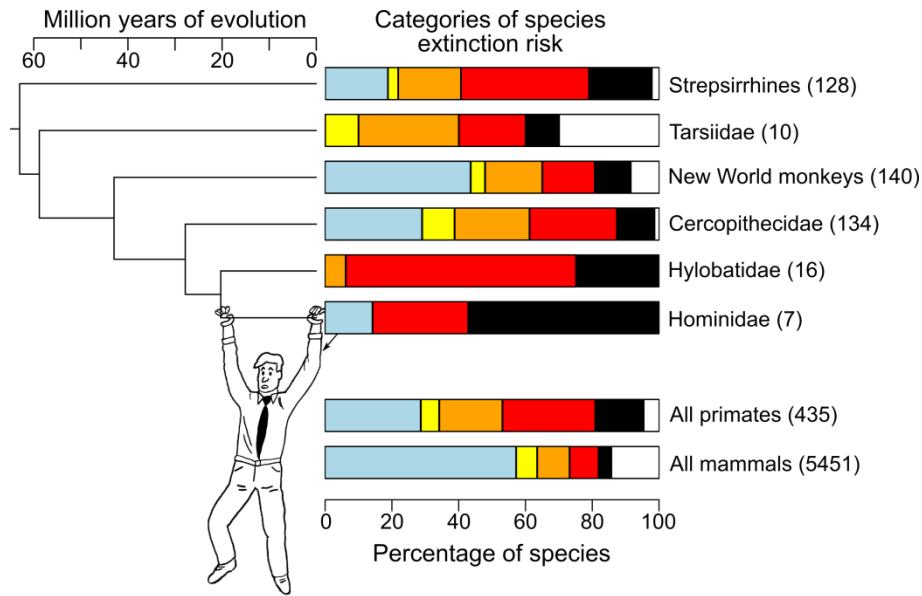 Million years of evolution
60 40 20 0
Categories of species
extinction risk
Strepsirrhines (128)
Tarsiidae (10)
New World monkeys (140)
Cercopithecidae (134)
Hylobatidae (16)
Hominidae (7)
All primates (435)
All mammals (5451)
0 20 40 60 80 100
Percentage of species